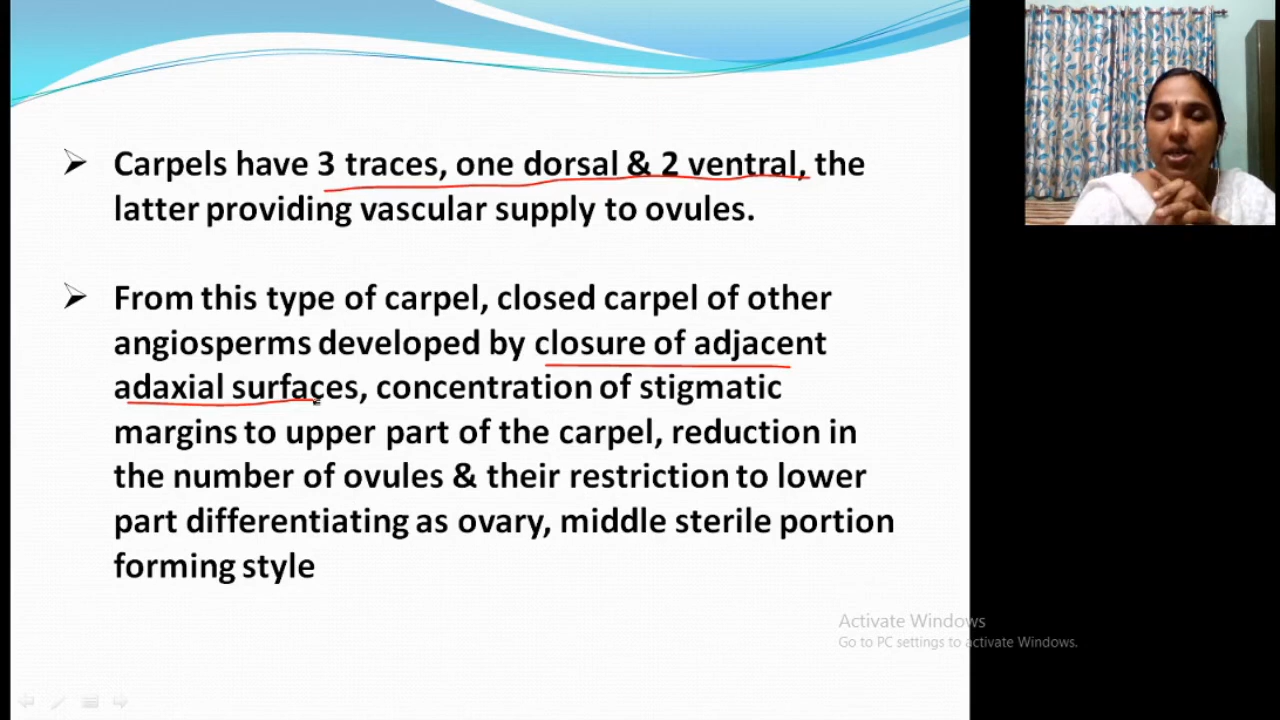 Carpels have 3 traces, one dorsal & 2 ventral, the
latter providing vascular supply to ovules.
From this type of carpel, closed carpel of other
angiosperms developed by closure of adjacent
adaxial surfaces, concentration of stigmatic
margins to upper part of the carpel, reduction in
the number of ovules & their restriction to lower
part differentiating as ovary, middle sterile portion
forming style
Activate Windows
Go to PC settings to activate Windows.